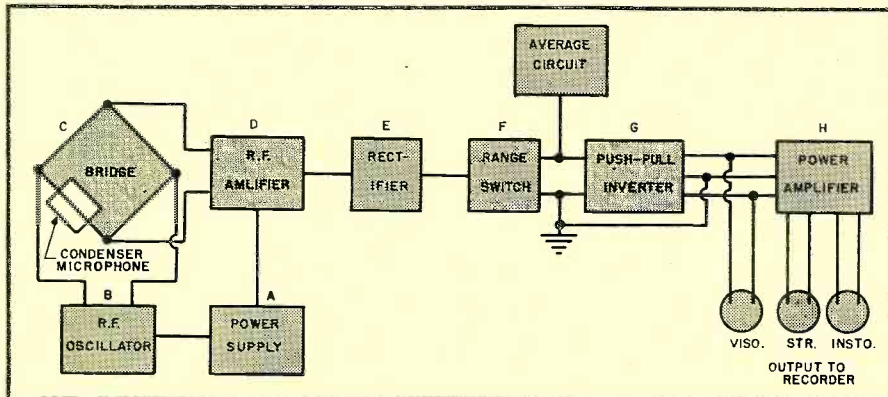 AVERAGE
CIRCUIT
C
D
E
F
G
H
BRIDGE
R.F.
AMLIFIER
RECT-
IFIER
RANGE
SWITCH
PUSH-PULL
INVERTER
POWER
AMPLIFIER
CONDENSER
MICROPHONE
B
A
R.F.
OSCILLATOR
POWER
SUPPLY
VISO.
STR.
INSTO.
OUTPUT TO
RECORDER